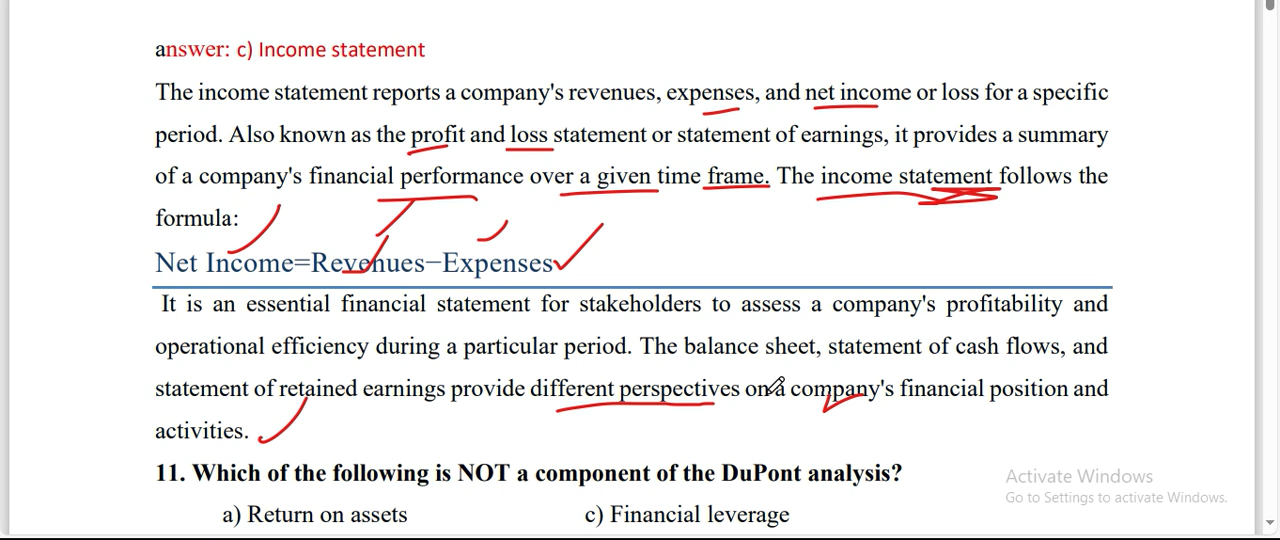 answer: c) Income statement
The income statement reports a company's revenues, expenses, and net income or loss for a specific
period. Also known as the profit and loss statement or statement of earnings, it provides a summary
of a company's financial performance over a given time frame. The income statement follows the
formula:
Net Income=Revenues−Expenses
It is an essential financial statement for stakeholders to assess a company's profitability and
operational efficiency during a particular period. The balance sheet, statement of cash flows, and
statement of retained earnings provide different perspectives on a company's financial position and
activities.
11. Which of the following is NOT a component of the DuPont analysis?
a) Return on assets c) Financial leverage
Activate Windows
Go to Settings to activate Windows.